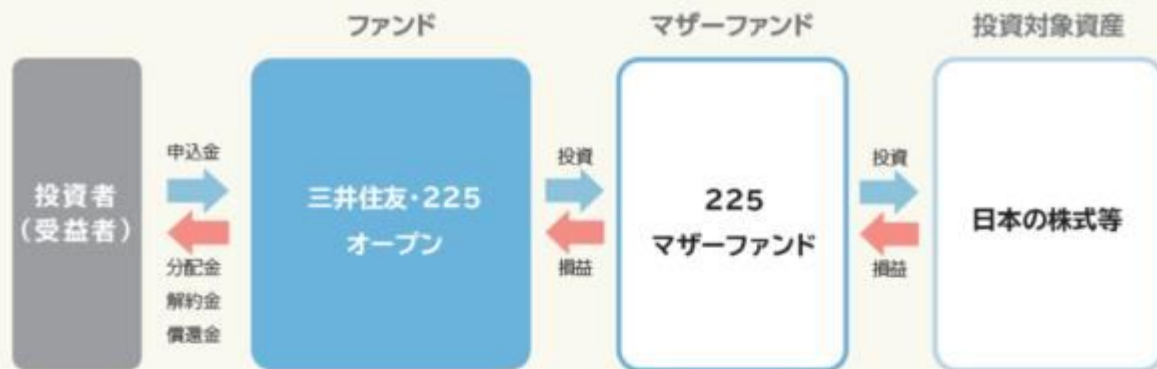 ファンド
マザーファンド
投資対象資産
投資者
(受益者)
申込金
分配金
解約金
償還金
三井住友・225
オープン
投資
損益
225
マザーファンド
投資
損益
日本の株式等